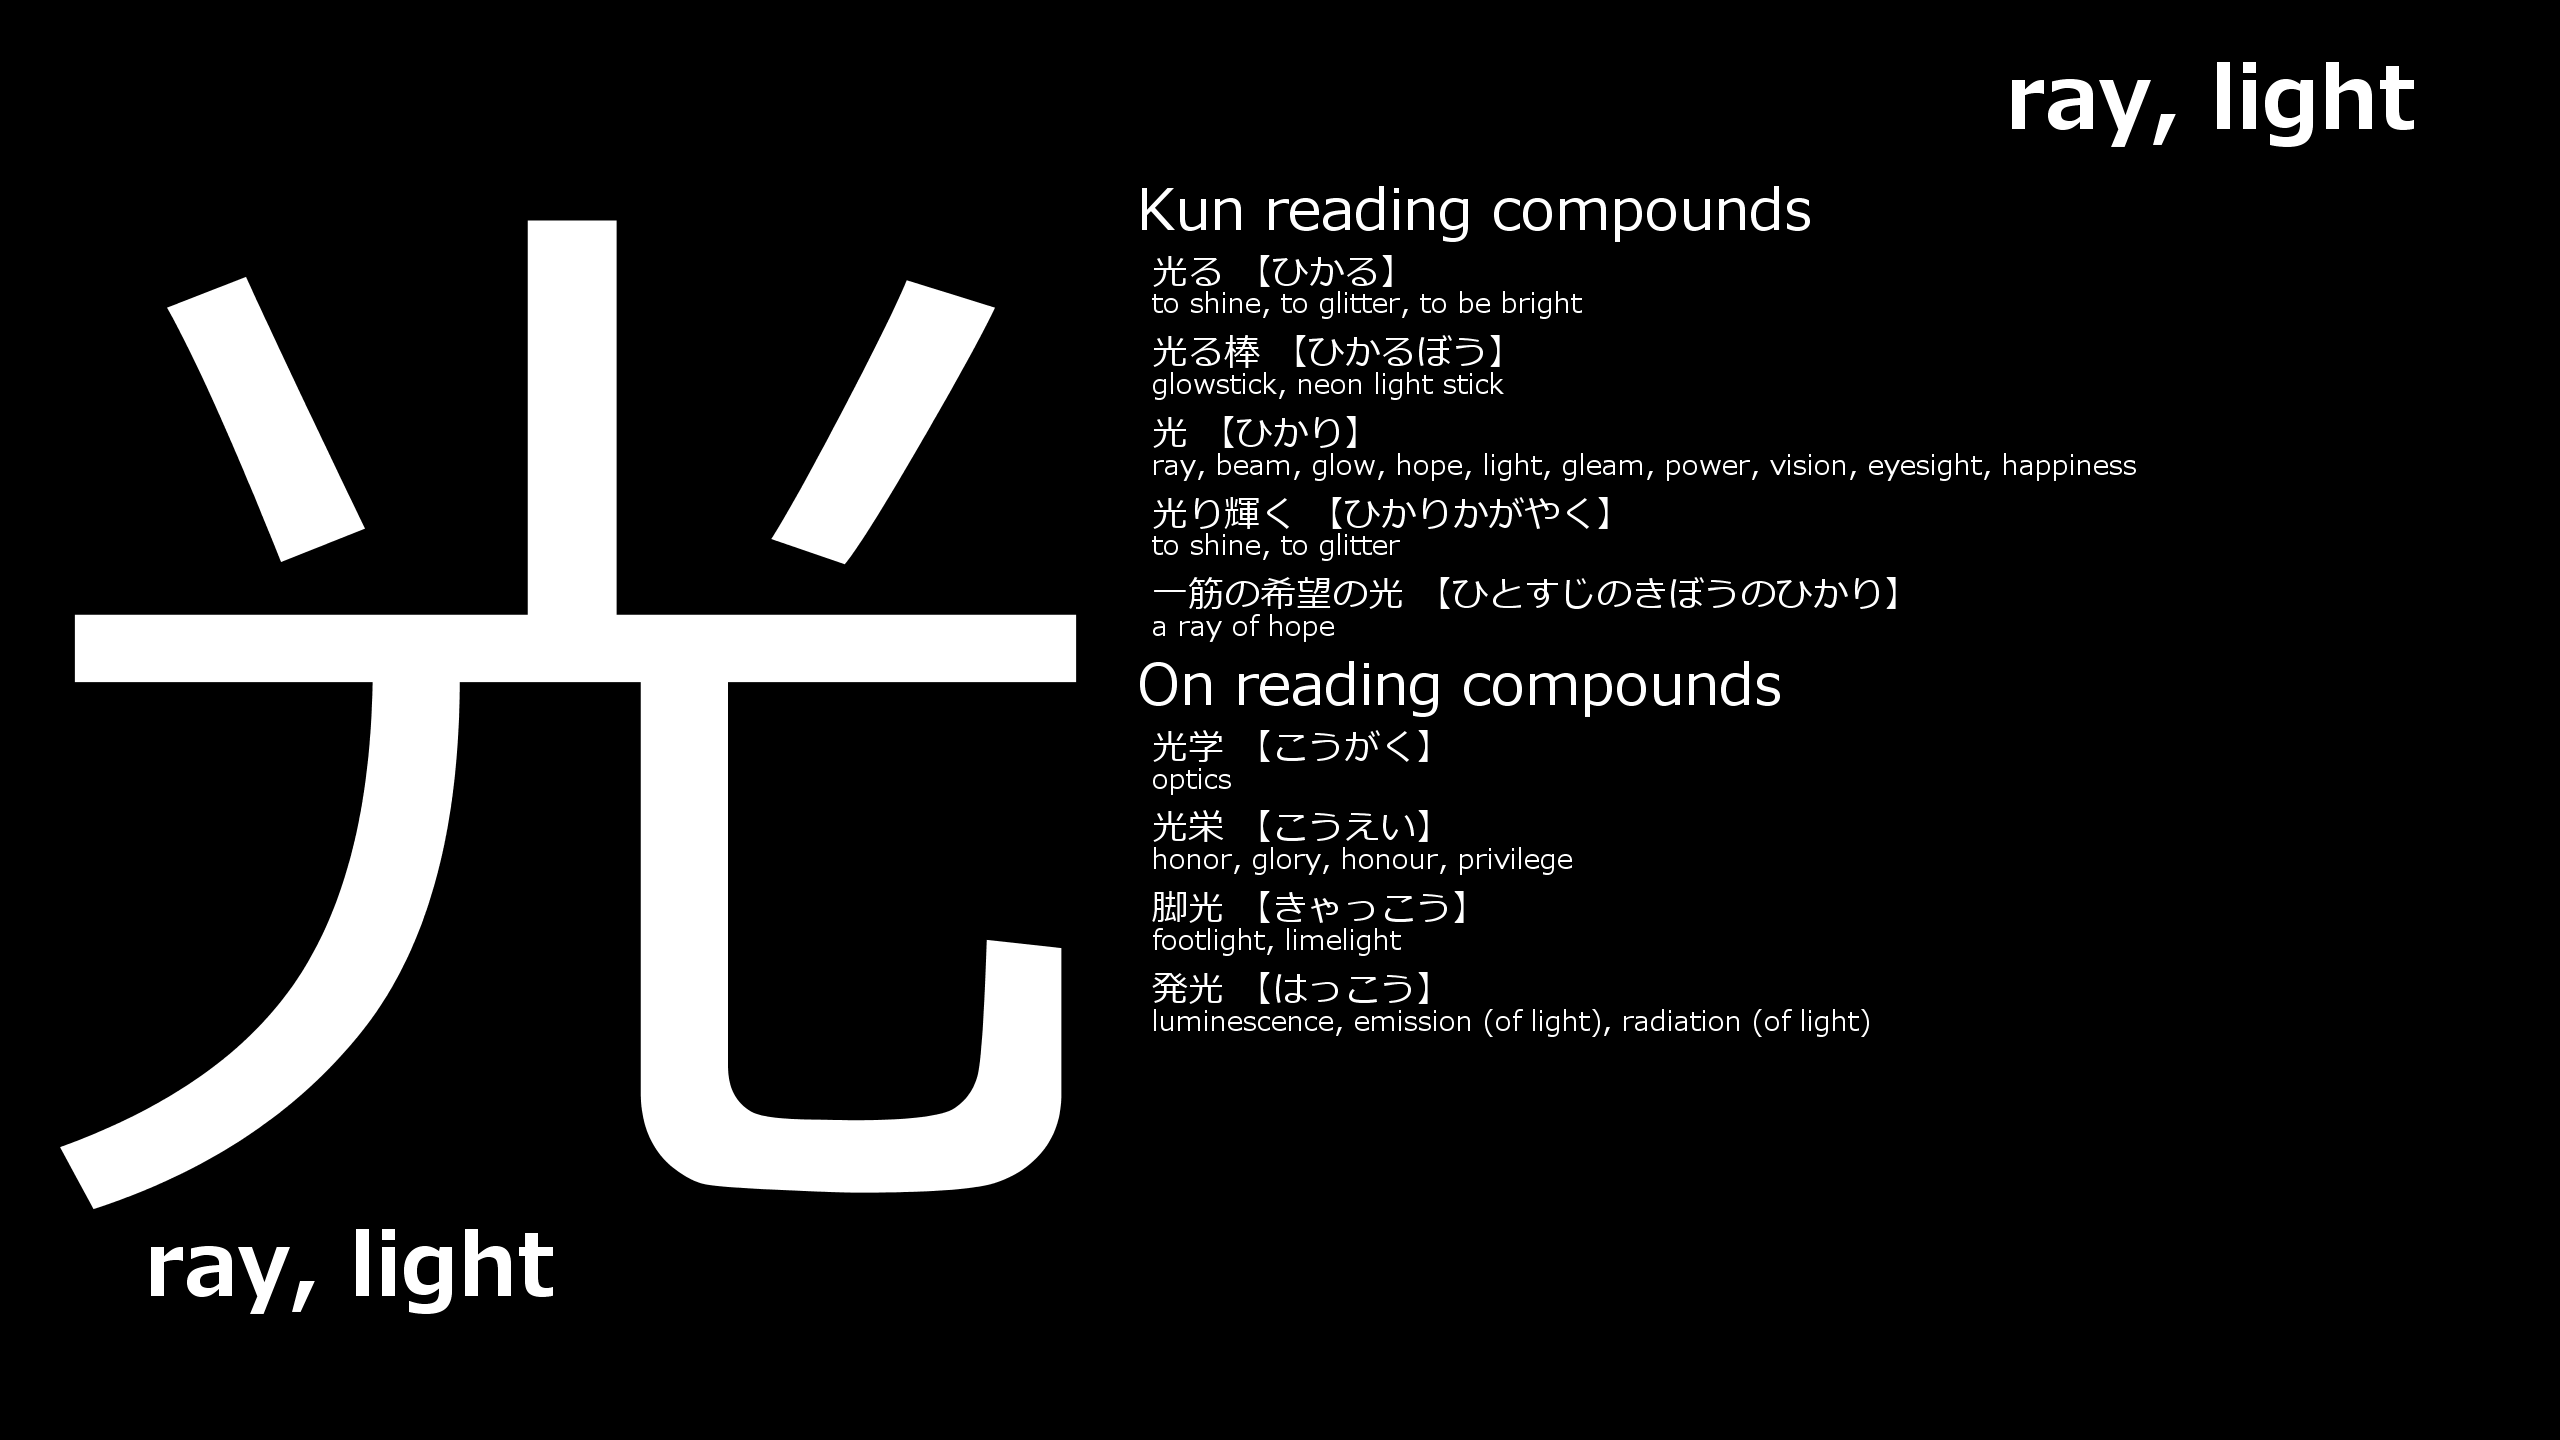 ray, light
光
Kun reading compounds
光る 【ひかる】
to shine, to glitter, to be bright
光る棒 【ひかるぼう】
glowstick, neon light stick
光 【ひかり】
ray, beam, glow, hope, light, gleam, power, vision, eyesight, happiness
光り輝く 【ひかりかがやく】
to shine, to glitter
一筋の希望の光 【ひとすじのきぼうのひかり】
a ray of hope
On reading compounds
光学 【こうがく】
optics
光栄 【こうえい】
honor, glory, honour, privilege
脚光 【きゃっこう】
footlight, limelight
発光 【はっこう】
luminescence, emission (of light), radiation (of light)
ray, light